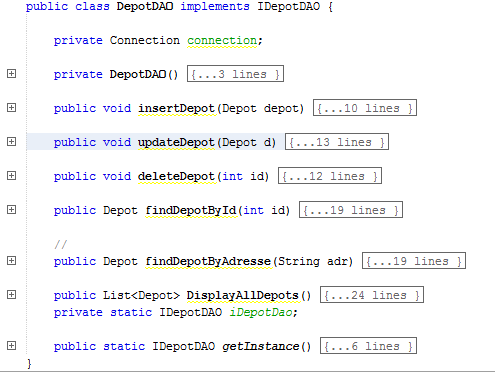 public class DepotDAO implements IDepotDAO {
private Connection connection;
private DepotDAO() {...3 lines }
public void insertDepot(Depot depot) {...10 lines }
public void updateDepot(Depot d) {...13 lines }
public void deleteDepot(int id) {...12 lines }
public Depot findDepotById(int id) {...19 lines }
//
public Depot findDepotByAdresse(String adr) {...19 lines }
public List<Depot> DisplayAllDepots() {...24 lines }
private static IDepotDAO iDepotDao;
public static IDepotDAO getInstance() {...6 lines }
}